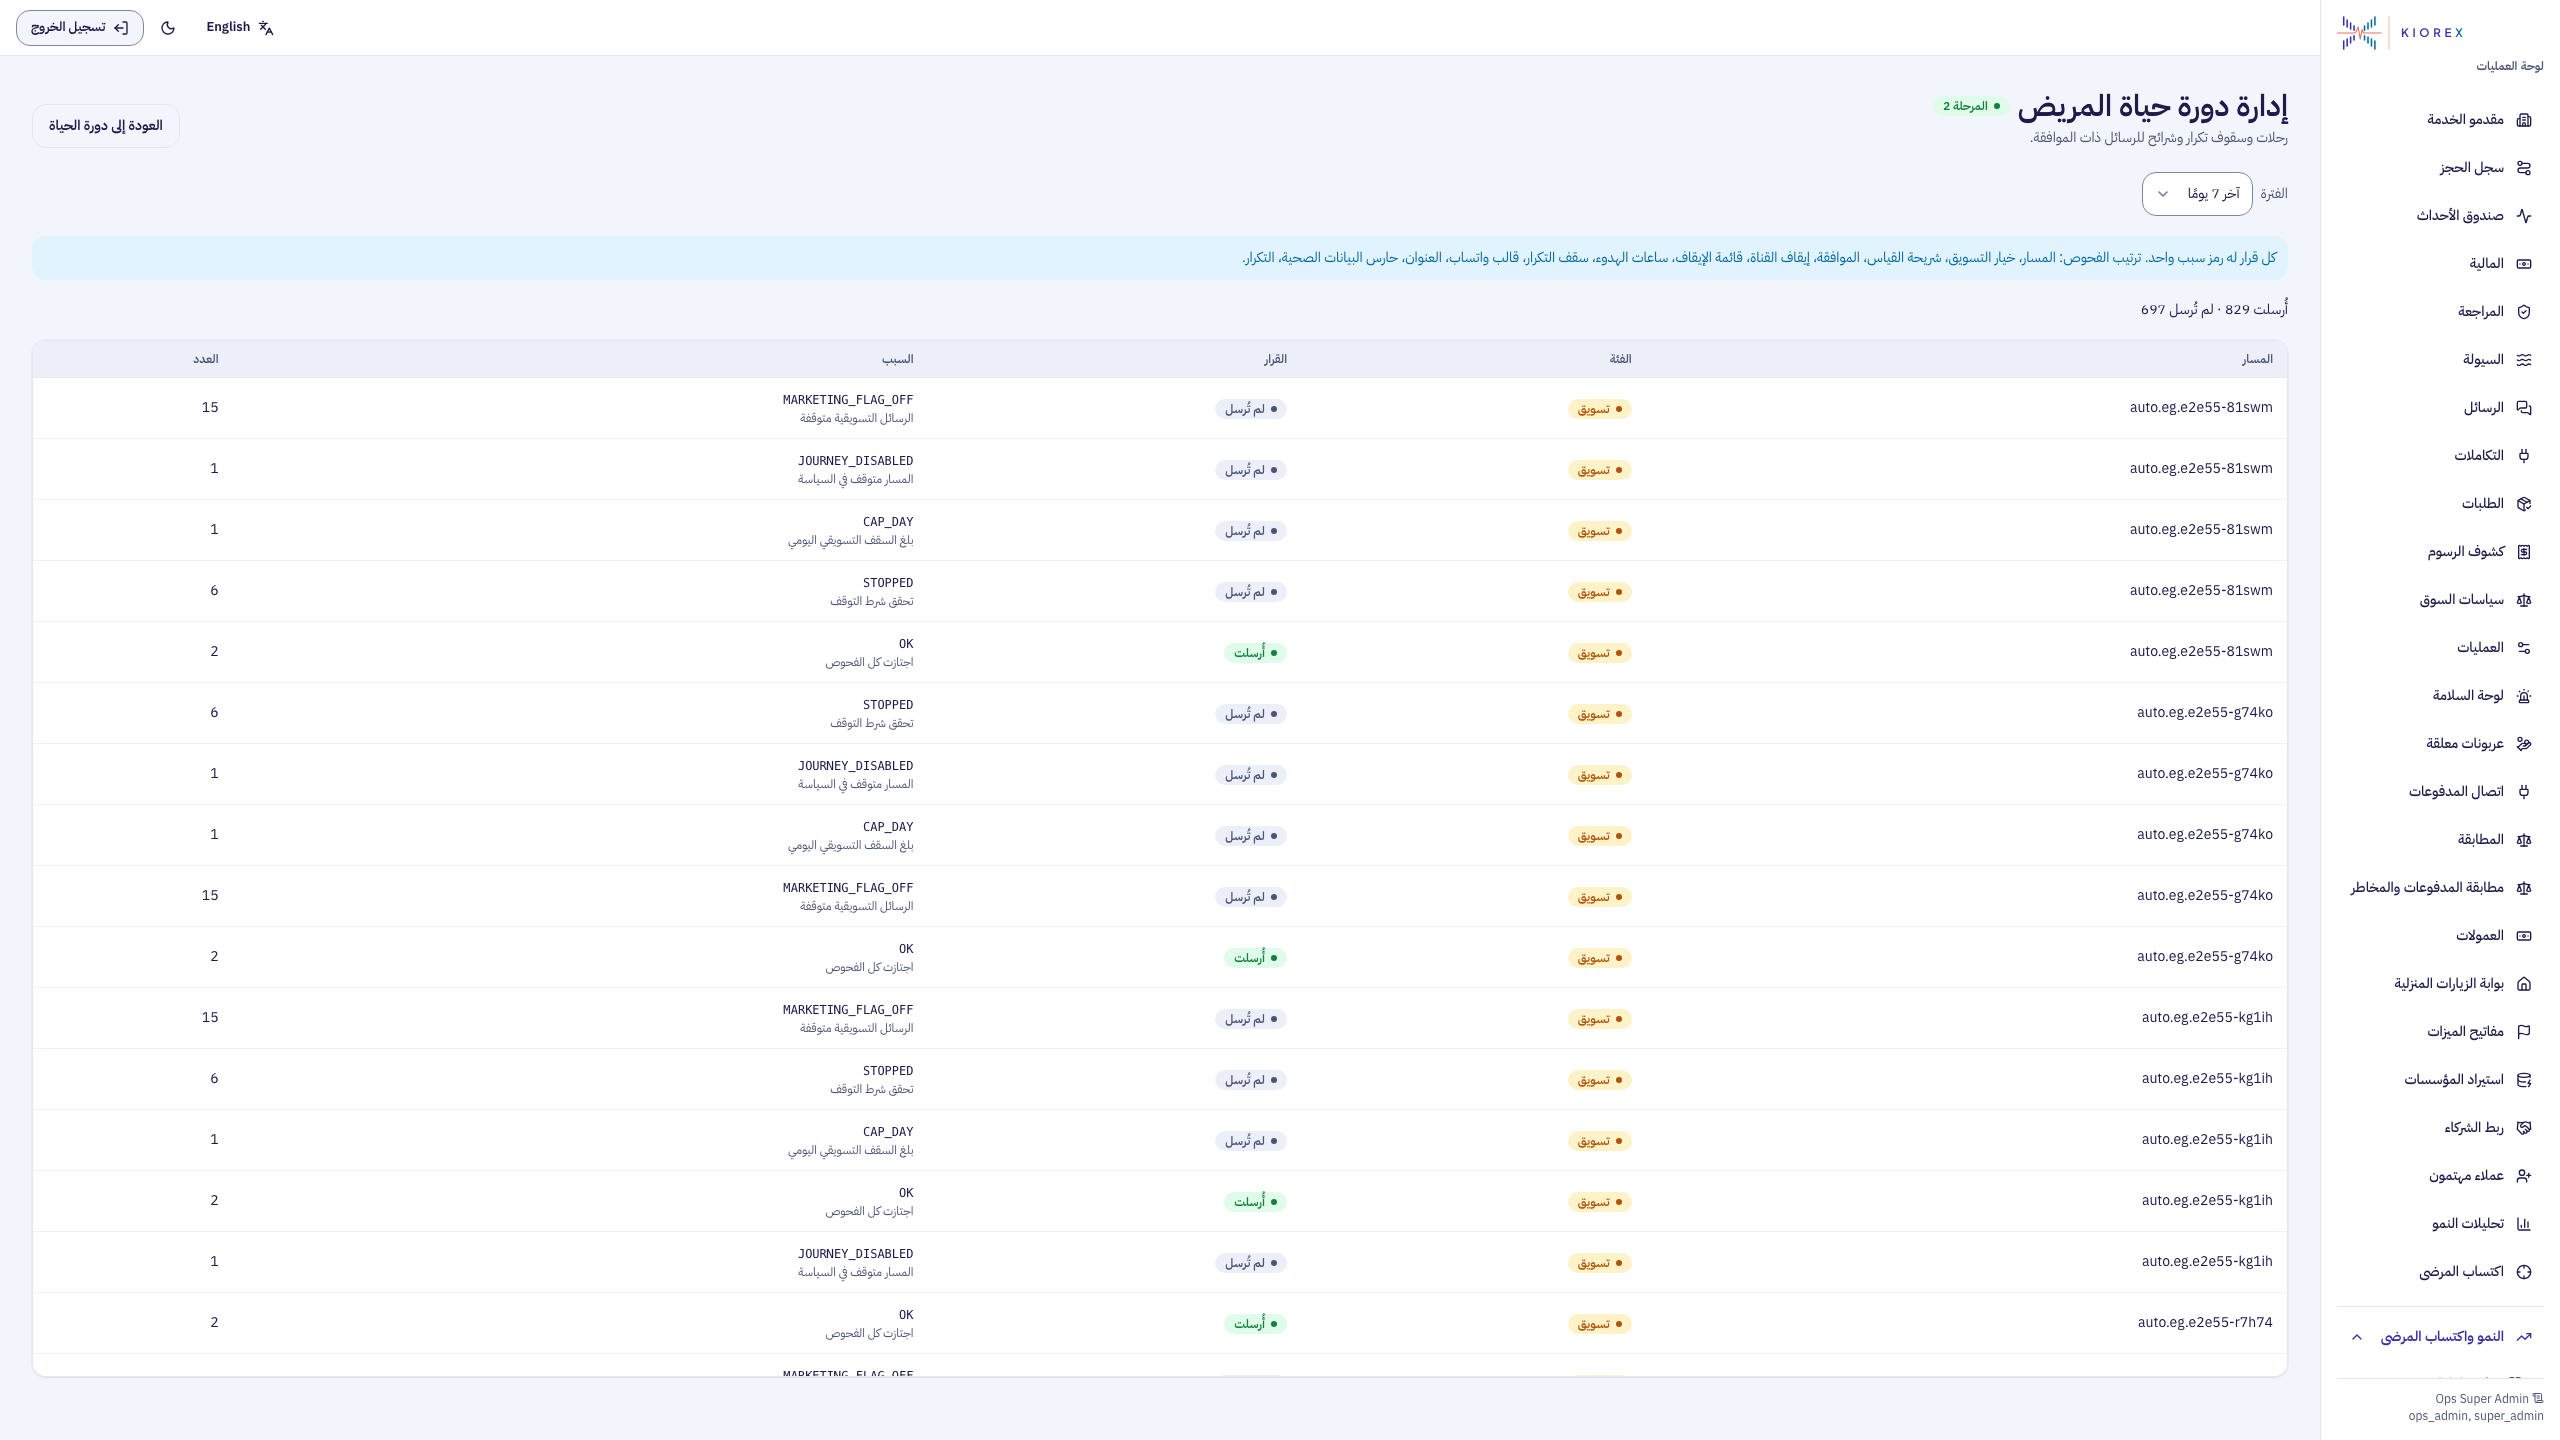 KIOREX
لوحة العمليات
مقدمو الخدمة
سجل الحجز
صندوق الأحداث
المالية
المراجعة
السيولة
الرسائل
التكاملات
الطلبات
كشوف الرسوم
سياسات السوق
العمليات
لوحة السلامة
عربونات معلقة
اتصال المدفوعات
المطابقة
مطابقة المدفوعات والمخاطر
العمولات
بوابة الزيارات المنزلية
مفاتيح الميزات
استيراد المؤسسات
ربط الشركاء
عملاء مهتمون
تحليلات النمو
اكتساب المرضى
النمو واكتساب المرضى
Ops Super Admin
ops_admin, super_admin
English
تسجيل الخروج
إدارة دورة حياة المريض المرحلة 2
رحلات وسقوف تكرار وشرائح للرسائل ذات الموافقة.
العودة إلى دورة الحياة
الفترة آخر 7 يومًا
كل قرار له رمز سبب واحد. ترتيب الفحوص: المسار، خيار التسويق، شريحة القياس، الموافقة، إيقاف القناة، قائمة الإيقاف، ساعات الهدوء، سقف التكرار، قالب واتساب، العنوان، حارس البيانات الصحية، التكرار.
أُرسلت 829 · لم تُرسل 697
المسار الفئة القرار السبب العدد
auto.eg.e2e55-81swm تسويق لم تُرسل MARKETING_FLAG_OFF 15
الرسائل التسويقية متوقفة
auto.eg.e2e55-81swm تسويق لم تُرسل JOURNEY_DISABLED 1
المسار متوقف في السياسة
auto.eg.e2e55-81swm تسويق لم تُرسل CAP_DAY 1
بلغ السقف التسويقي اليومي
auto.eg.e2e55-81swm تسويق لم تُرسل STOPPED 6
تحقق شرط التوقف
auto.eg.e2e55-81swm تسويق أُرسلت OK 2
اجتازت كل الفحوص
auto.eg.e2e55-g74ko تسويق لم تُرسل STOPPED 6
تحقق شرط التوقف
auto.eg.e2e55-g74ko تسويق لم تُرسل JOURNEY_DISABLED 1
المسار متوقف في السياسة
auto.eg.e2e55-g74ko تسويق لم تُرسل CAP_DAY 1
بلغ السقف التسويقي اليومي
auto.eg.e2e55-g74ko تسويق لم تُرسل MARKETING_FLAG_OFF 15
الرسائل التسويقية متوقفة
auto.eg.e2e55-g74ko تسويق أُرسلت OK 2
اجتازت كل الفحوص
auto.eg.e2e55-kg1ih تسويق لم تُرسل MARKETING_FLAG_OFF 15
الرسائل التسويقية متوقفة
auto.eg.e2e55-kg1ih تسويق لم تُرسل STOPPED 6
تحقق شرط التوقف
auto.eg.e2e55-kg1ih تسويق لم تُرسل CAP_DAY 1
بلغ السقف التسويقي اليومي
auto.eg.e2e55-kg1ih تسويق أُرسلت OK 2
اجتازت كل الفحوص
auto.eg.e2e55-kg1ih تسويق لم تُرسل JOURNEY_DISABLED 1
المسار متوقف في السياسة
auto.eg.e2e55-r7h74 تسويق أُرسلت OK 2
اجتازت كل الفحوص
MARKETING_FLAG_OFF